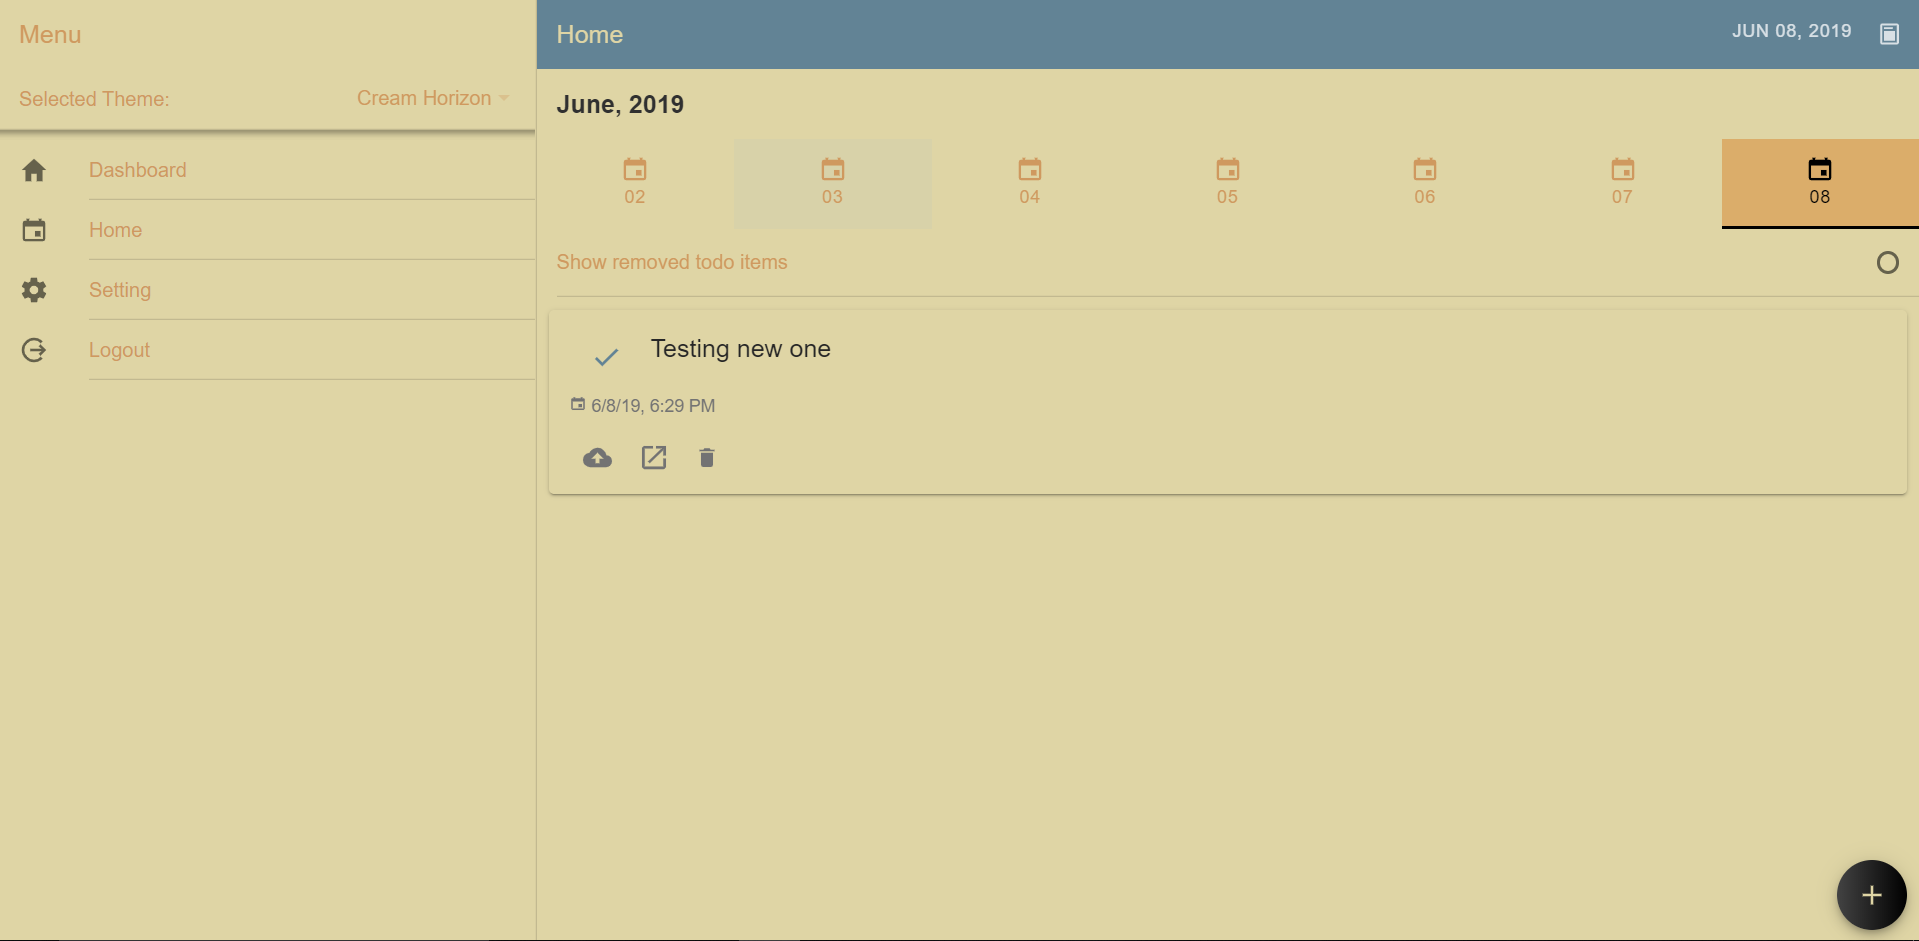 Menu
Selected Theme: Cream Horizon
Dashboard
Home
Setting
Logout
Home
JUN 08, 2019
June, 2019
02 03 04 05 06 07 08
Show removed todo items
Testing new one
6/8/19, 6:29 PM